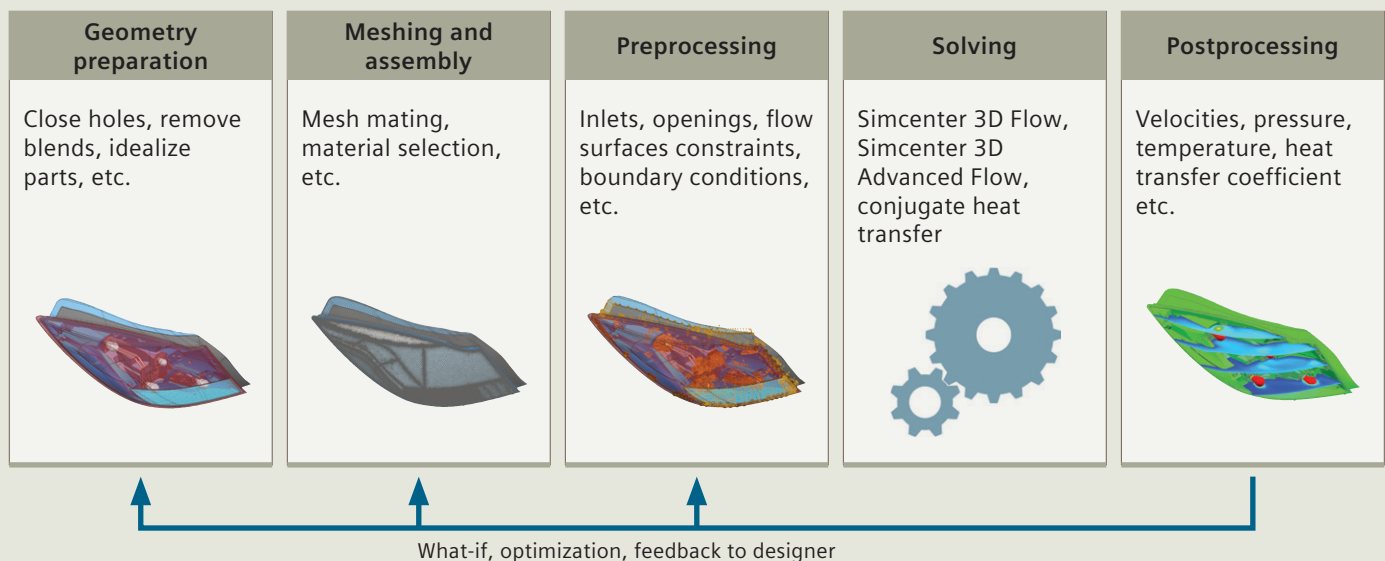 Geometry
preparation
Close holes, remove
blends, idealize
parts, etc.
Meshing and
assembly
Mesh mating,
material selection,
etc.
Preprocessing
Inlets, openings, flow
surfaces constraints,
boundary conditions,
etc.
Solving
Simcenter 3D Flow,
Simcenter 3D
Advanced Flow,
conjugate heat
transfer
Postprocessing
Velocities, pressure,
temperature, heat
transfer coefficient
etc.
What-if, optimization, feedback to designer